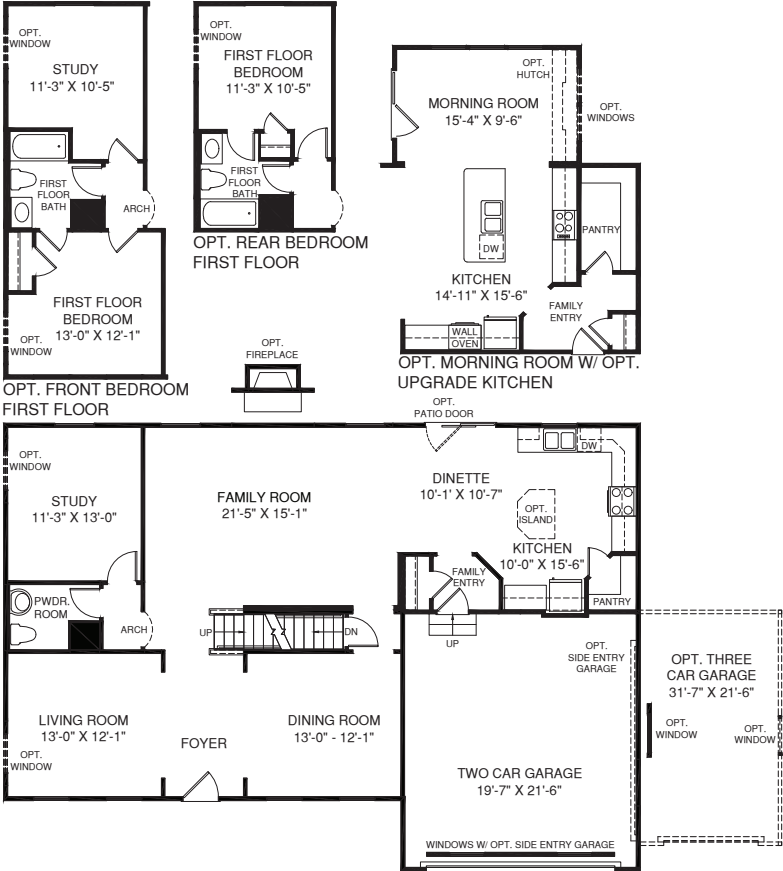 OPT.
WINDOW
STUDY
11'-3" X 10'-5"
FIRST
FLOOR
BATH
ARCH
FIRST FLOOR
BEDROOM
13'-0" X 12'-1"
OPT.
WINDOW
OPT. FRONT BEDROOM
FIRST FLOOR
OPT.
WINDOW
FIRST FLOOR
BEDROOM
11'-3" X 10'-5"
FIRST
FLOOR
BATH
OPT. REAR BEDROOM
FIRST FLOOR
OPT.
HUTCH
MORNING ROOM
15'-4" X 9'-6"
OPT.
WINDOWS
DW
PANTRY
KITCHEN
14'-11" X 15'-6"
FAMILY
ENTRY
WALL
OVEN
OPT. MORNING ROOM W/ OPT.
UPGRADE KITCHEN
OPT.
FIREPLACE
OPT.
PATIO DOOR
OPT.
WINDOW
STUDY
11'-3" X 13'-0"
FAMILY ROOM
21'-5" X 15'-1"
DINETTE
10'-1' X 10'-7"
DW
OPT.
ISLAND
KITCHEN
10'-0" X 15'-6"
FAMILY
ENTRY
PANTRY
PWDR.
ROOM
ARCH
UP
DN
UP
LIVING ROOM
13'-0" X 12'-1"
OPT.
WINDOW
FOYER
DINING ROOM
13'-0" - 12'-1"
OPT.
SIDE ENTRY
GARAGE
TWO CAR GARAGE
19'-7" X 21'-6"
WINDOWS W/ OPT. SIDE ENTRY GARAGE
OPT. THREE
CAR GARAGE
31'-7" X 21'-6"
OPT.
WINDOW
OPT.
WINDOW